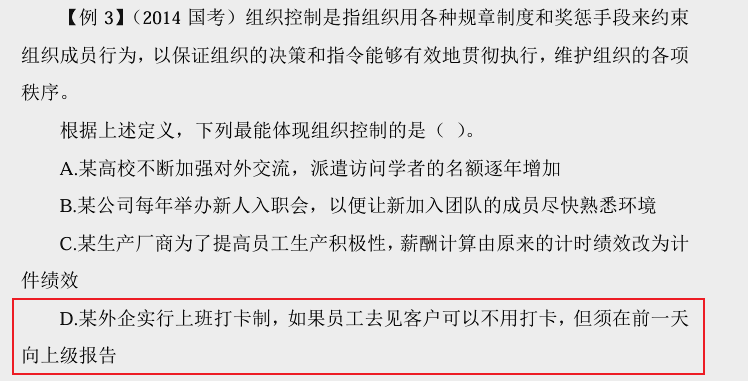 【例 3】（2014 国考）组织控制是指组织用各种规章制度和奖惩手段来约束
组织成员行为，以保证组织的决策和指令能够有效地贯彻执行，维护组织的各项
秩序。
根据上述定义，下列最能体现组织控制的是（ ）。
A.某高校不断加强对外交流，派遣访问学者的名额逐年增加
B.某公司每年举办新人入职会，以便让新加入团队的成员尽快熟悉环境
C.某生产厂商为了提高员工生产积极性，薪酬计算由原来的计时绩效改为计
件绩效
D.某外企实行上班打卡制，如果员工去见客户可以不用打卡，但须在前一天
向上级报告